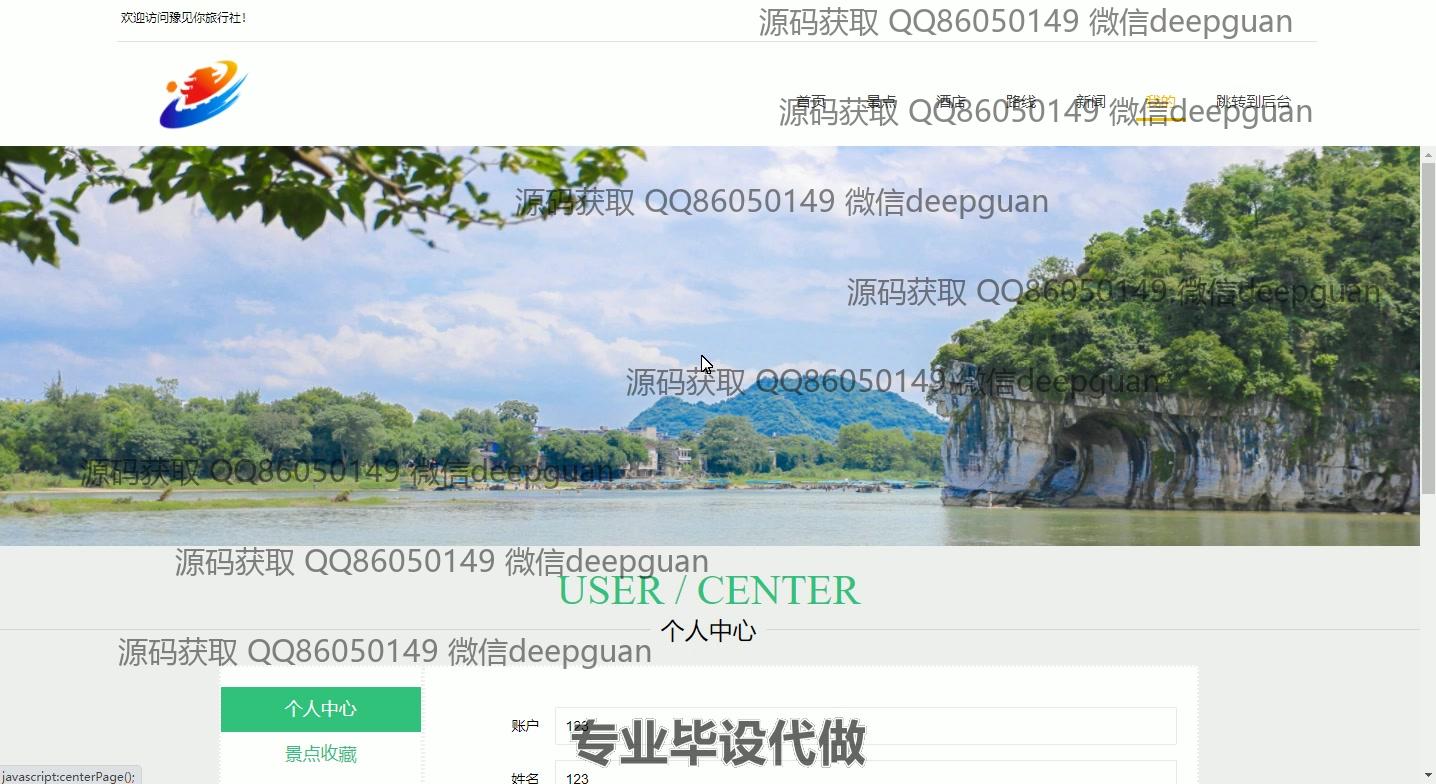 欢迎访问豫见你旅行社！
源码获取 QQ86050149 微信deepguan
首页 景点 酒店 路线 新闻 我的 跳转到后台
源码获取 QQ86050149 微信deepguan
源码获取 QQ86050149 微信deepguan
源码获取 QQ86050149 微信deepguan
源码获取 QQ86050149 微信deepguan
源码获取 QQ86050149 微信deepguan
源码获取 QQ86050149 微信deepguan
USER / CENTER
个人中心
源码获取 QQ86050149 微信deepguan
个人中心
账户 123
专业毕设代做
景点收藏
姓名 123
javascript:centerPage();